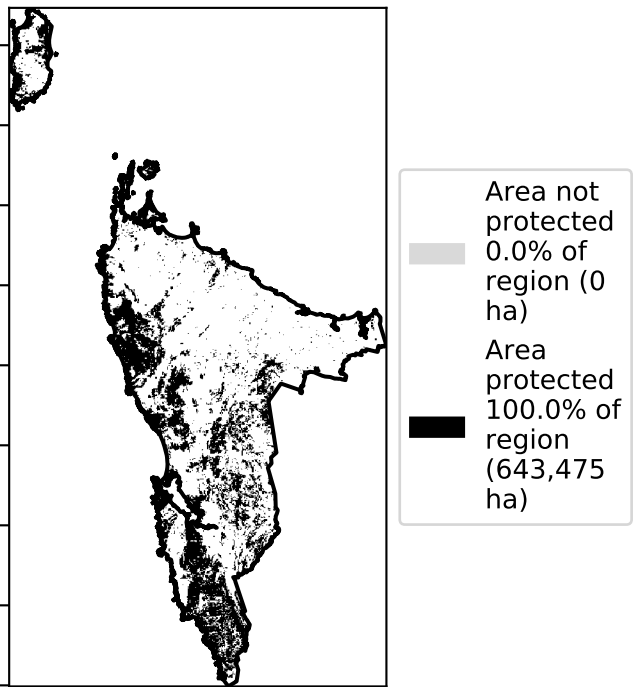 Area not
protected
0.0% of
region (0
ha)
Area
protected
100.0% of
region
(643,475
ha)